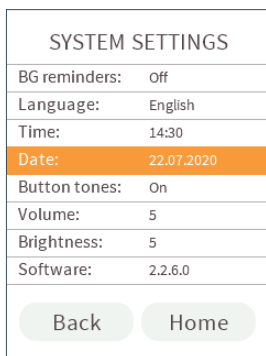 SYSTEM SETTINGS
BG reminders: Off
Language: English
Time: 14:30
Date: 22.07.2020
Button tones: On
Volume: 5
Brightness: 5
Software: 2.2.6.0
Back Home